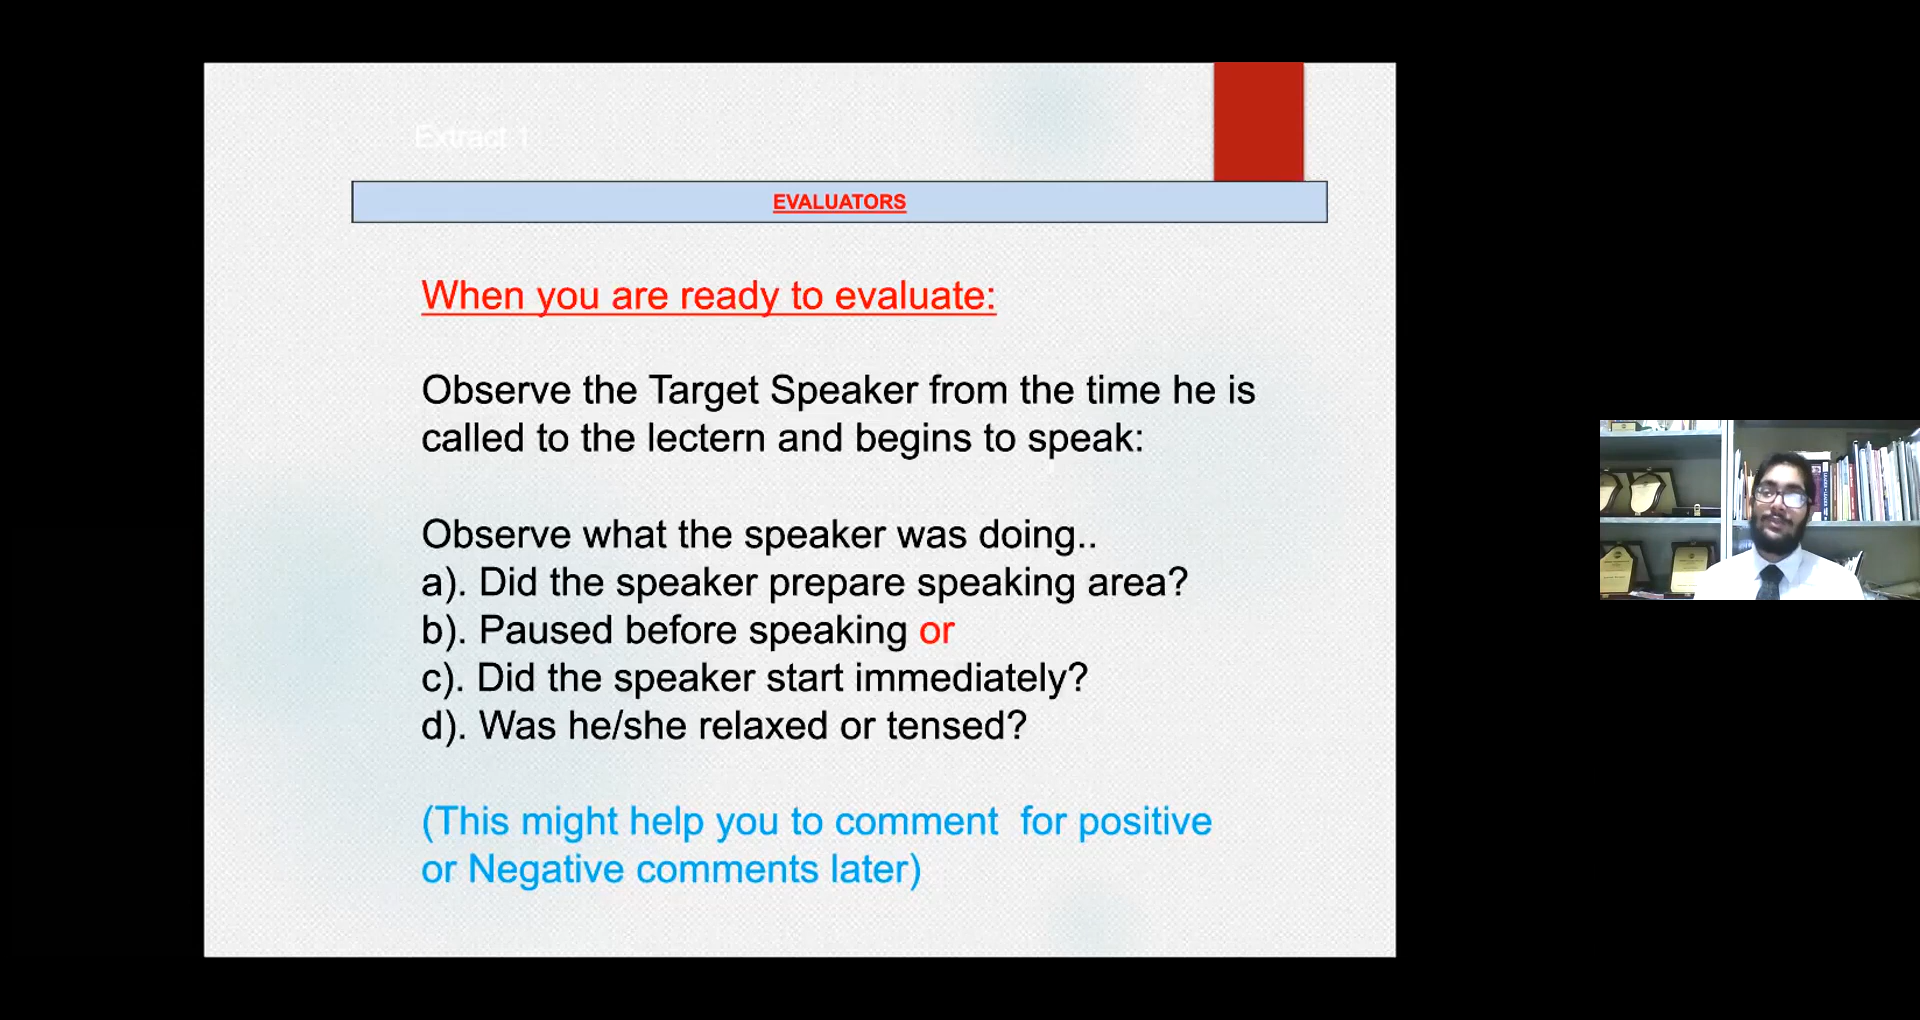 Extract 1
EVALUATORS
When you are ready to evaluate:
Observe the Target Speaker from the time he is
called to the lectern and begins to speak:
Observe what the speaker was doing..
a). Did the speaker prepare speaking area?
b). Paused before speaking or
c). Did the speaker start immediately?
d). Was he/she relaxed or tensed?
(This might help you to comment  for positive
or Negative comments later)